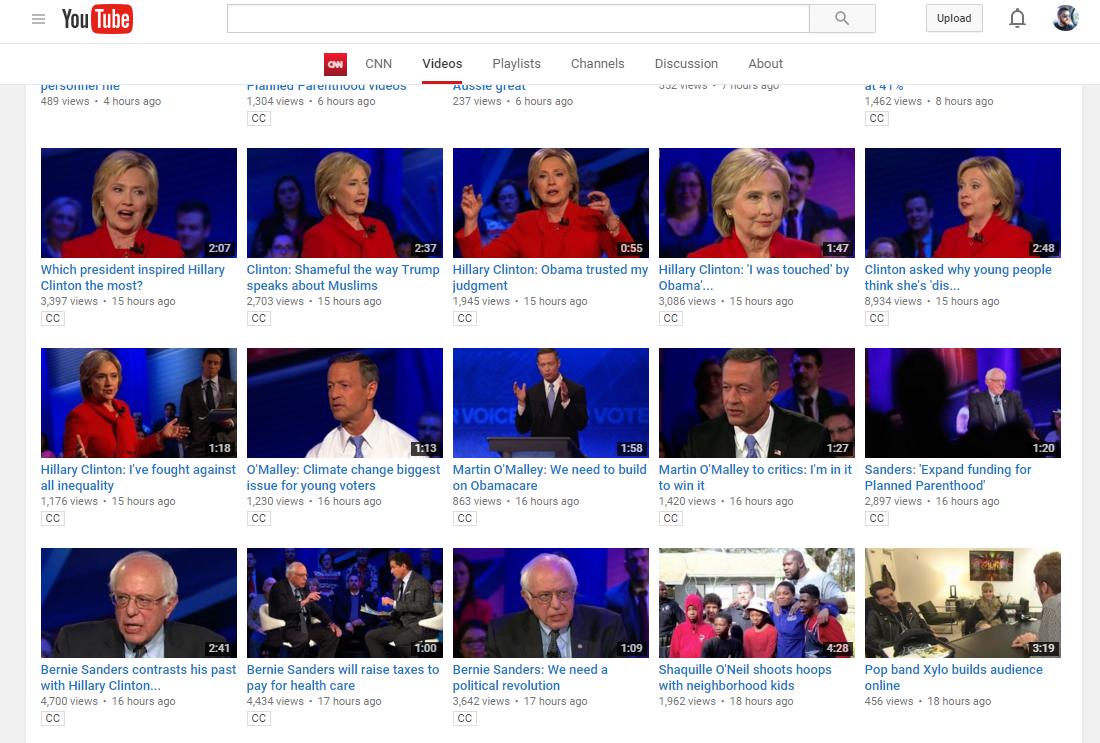 YouTube
Upload
CNN CNN Videos Playlists Channels Discussion About
personnel file Planned Parenthood videos Aussie great at 41%
489 views • 4 hours ago 1,304 views • 6 hours ago 237 views • 6 hours ago 332 views • 7 hours ago 1,462 views • 8 hours ago
CC CC
2:07 2:37 0:55 1:47 2:48
Which president inspired Hillary
Clinton the most?
3,397 views • 15 hours ago
CC
Clinton: Shameful the way Trump
speaks about Muslims
2,703 views • 15 hours ago
CC
Hillary Clinton: Obama trusted my
judgment
1,945 views • 15 hours ago
CC
Hillary Clinton: 'I was touched' by
Obama'...
3,086 views • 15 hours ago
CC
Clinton asked why young people
think she's 'dis...
8,934 views • 15 hours ago
CC
1:18 1:13 1:58 1:27 1:20
R VOICE VOTE
Hillary Clinton: I've fought against
all inequality
1,176 views • 15 hours ago
CC
O'Malley: Climate change biggest
issue for young voters
1,230 views • 16 hours ago
CC
Martin O'Malley: We need to build
on Obamacare
863 views • 16 hours ago
CC
Martin O'Malley to critics: I'm in it
to win it
1,420 views • 16 hours ago
CC
Sanders: 'Expand funding for
Planned Parenthood'
2,897 views • 16 hours ago
CC
2:41 1:00 1:09 4:28 3:19
Bernie Sanders contrasts his past
with Hillary Clinton...
4,700 views • 16 hours ago
CC
Bernie Sanders will raise taxes to
pay for health care
4,434 views • 17 hours ago
CC
Bernie Sanders: We need a
political revolution
3,642 views • 17 hours ago
CC
Shaquille O'Neil shoots hoops
with neighborhood kids
1,962 views • 18 hours ago
Pop band Xylo builds audience
online
456 views • 18 hours ago